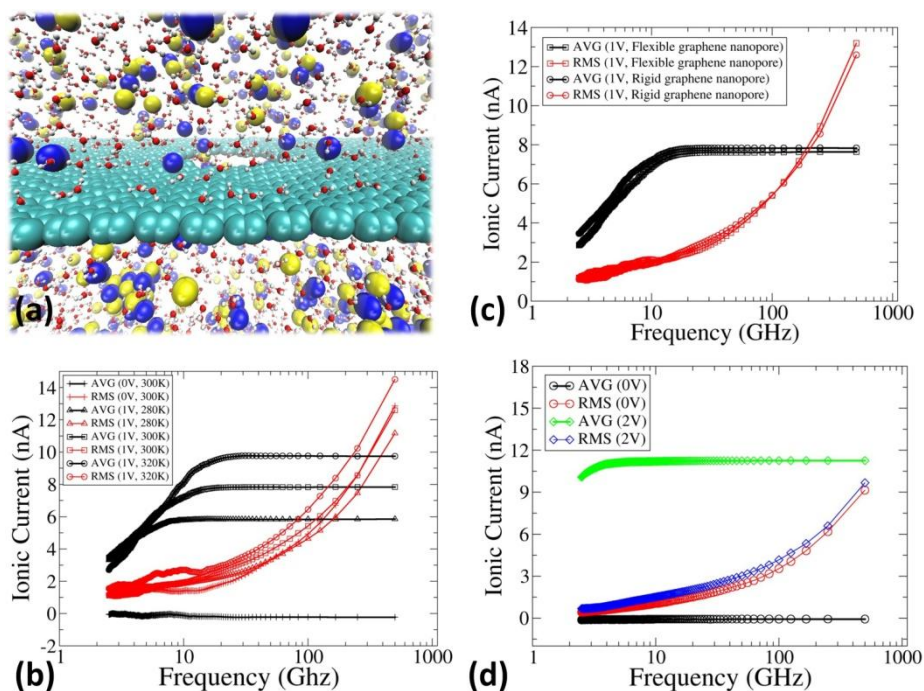 (a)
AVG (1V, Flexible graphene nanopore)
RMS (1V, Flexible graphene nanopore)
AVG (1V, Rigid graphene nanopore)
RMS (1V, Rigid graphene nanopore)
14
12
10
8
6
4
2
0
Ionic Current (nA)
1 10 100 1000
Frequency (GHz)
(c)
AVG (0V, 300K)
RMS (0V, 300K)
AVG (1V, 280K)
RMS (1V, 280K)
AVG (1V, 300K)
RMS (1V, 300K)
AVG (1V, 320K)
RMS (1V, 320K)
14
12
10
8
6
4
2
0
-2
Ionic Current (nA)
1 10 100 1000
Frequency (Ghz)
(b)
AVG (0V)
RMS (0V)
AVG (2V)
RMS (2V)
18
15
12
9
6
3
0
Ionic Current (nA)
1 10 100 1000
Frequency (GHz)
(d)